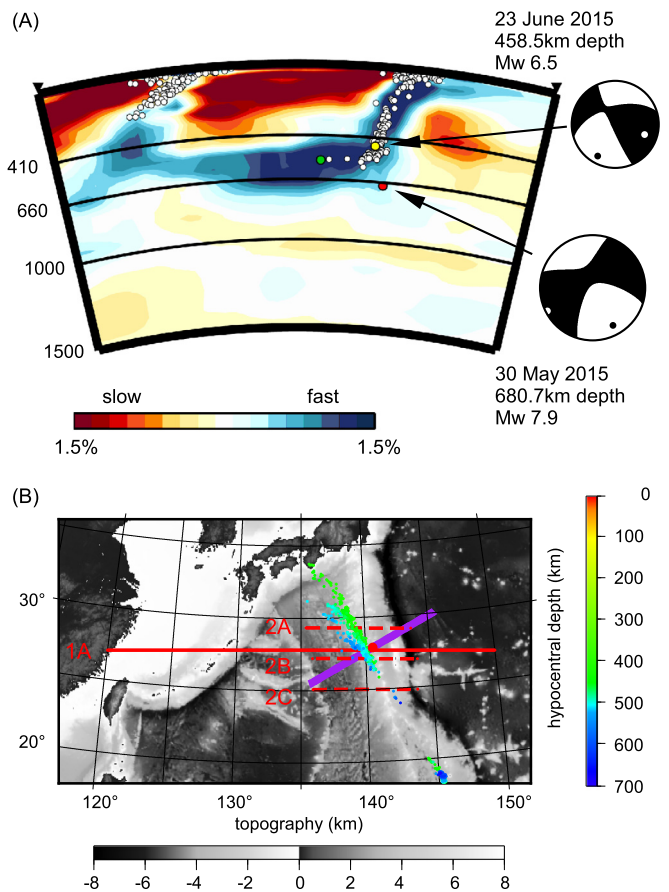 (A)
23 June 2015
458.5km depth
Mw 6.5
410
660
1000
1500
30 May 2015
680.7km depth
Mw 7.9
slow fast
1.5% 1.5%
(B)
30°
20°
1A
2A
2B
2C
120° 130° 140° 150°
topography (km)
-8 -6 -4 -2 0 2 4 6 8
hypocentral depth (km)
0
100
200
300
400
500
600
700